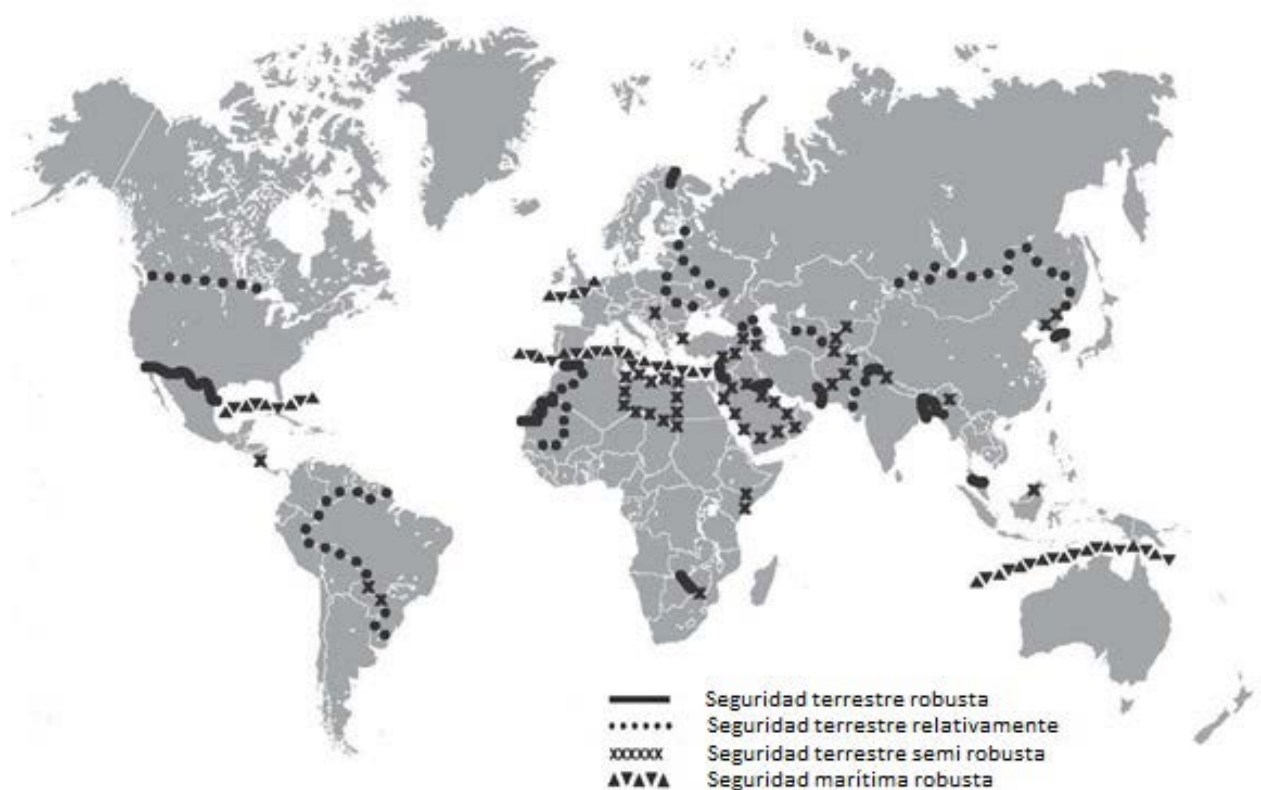 Seguridad terrestre robusta
Seguridad terrestre relativamente
Seguridad terrestre semi robusta
Seguridad marítima robusta